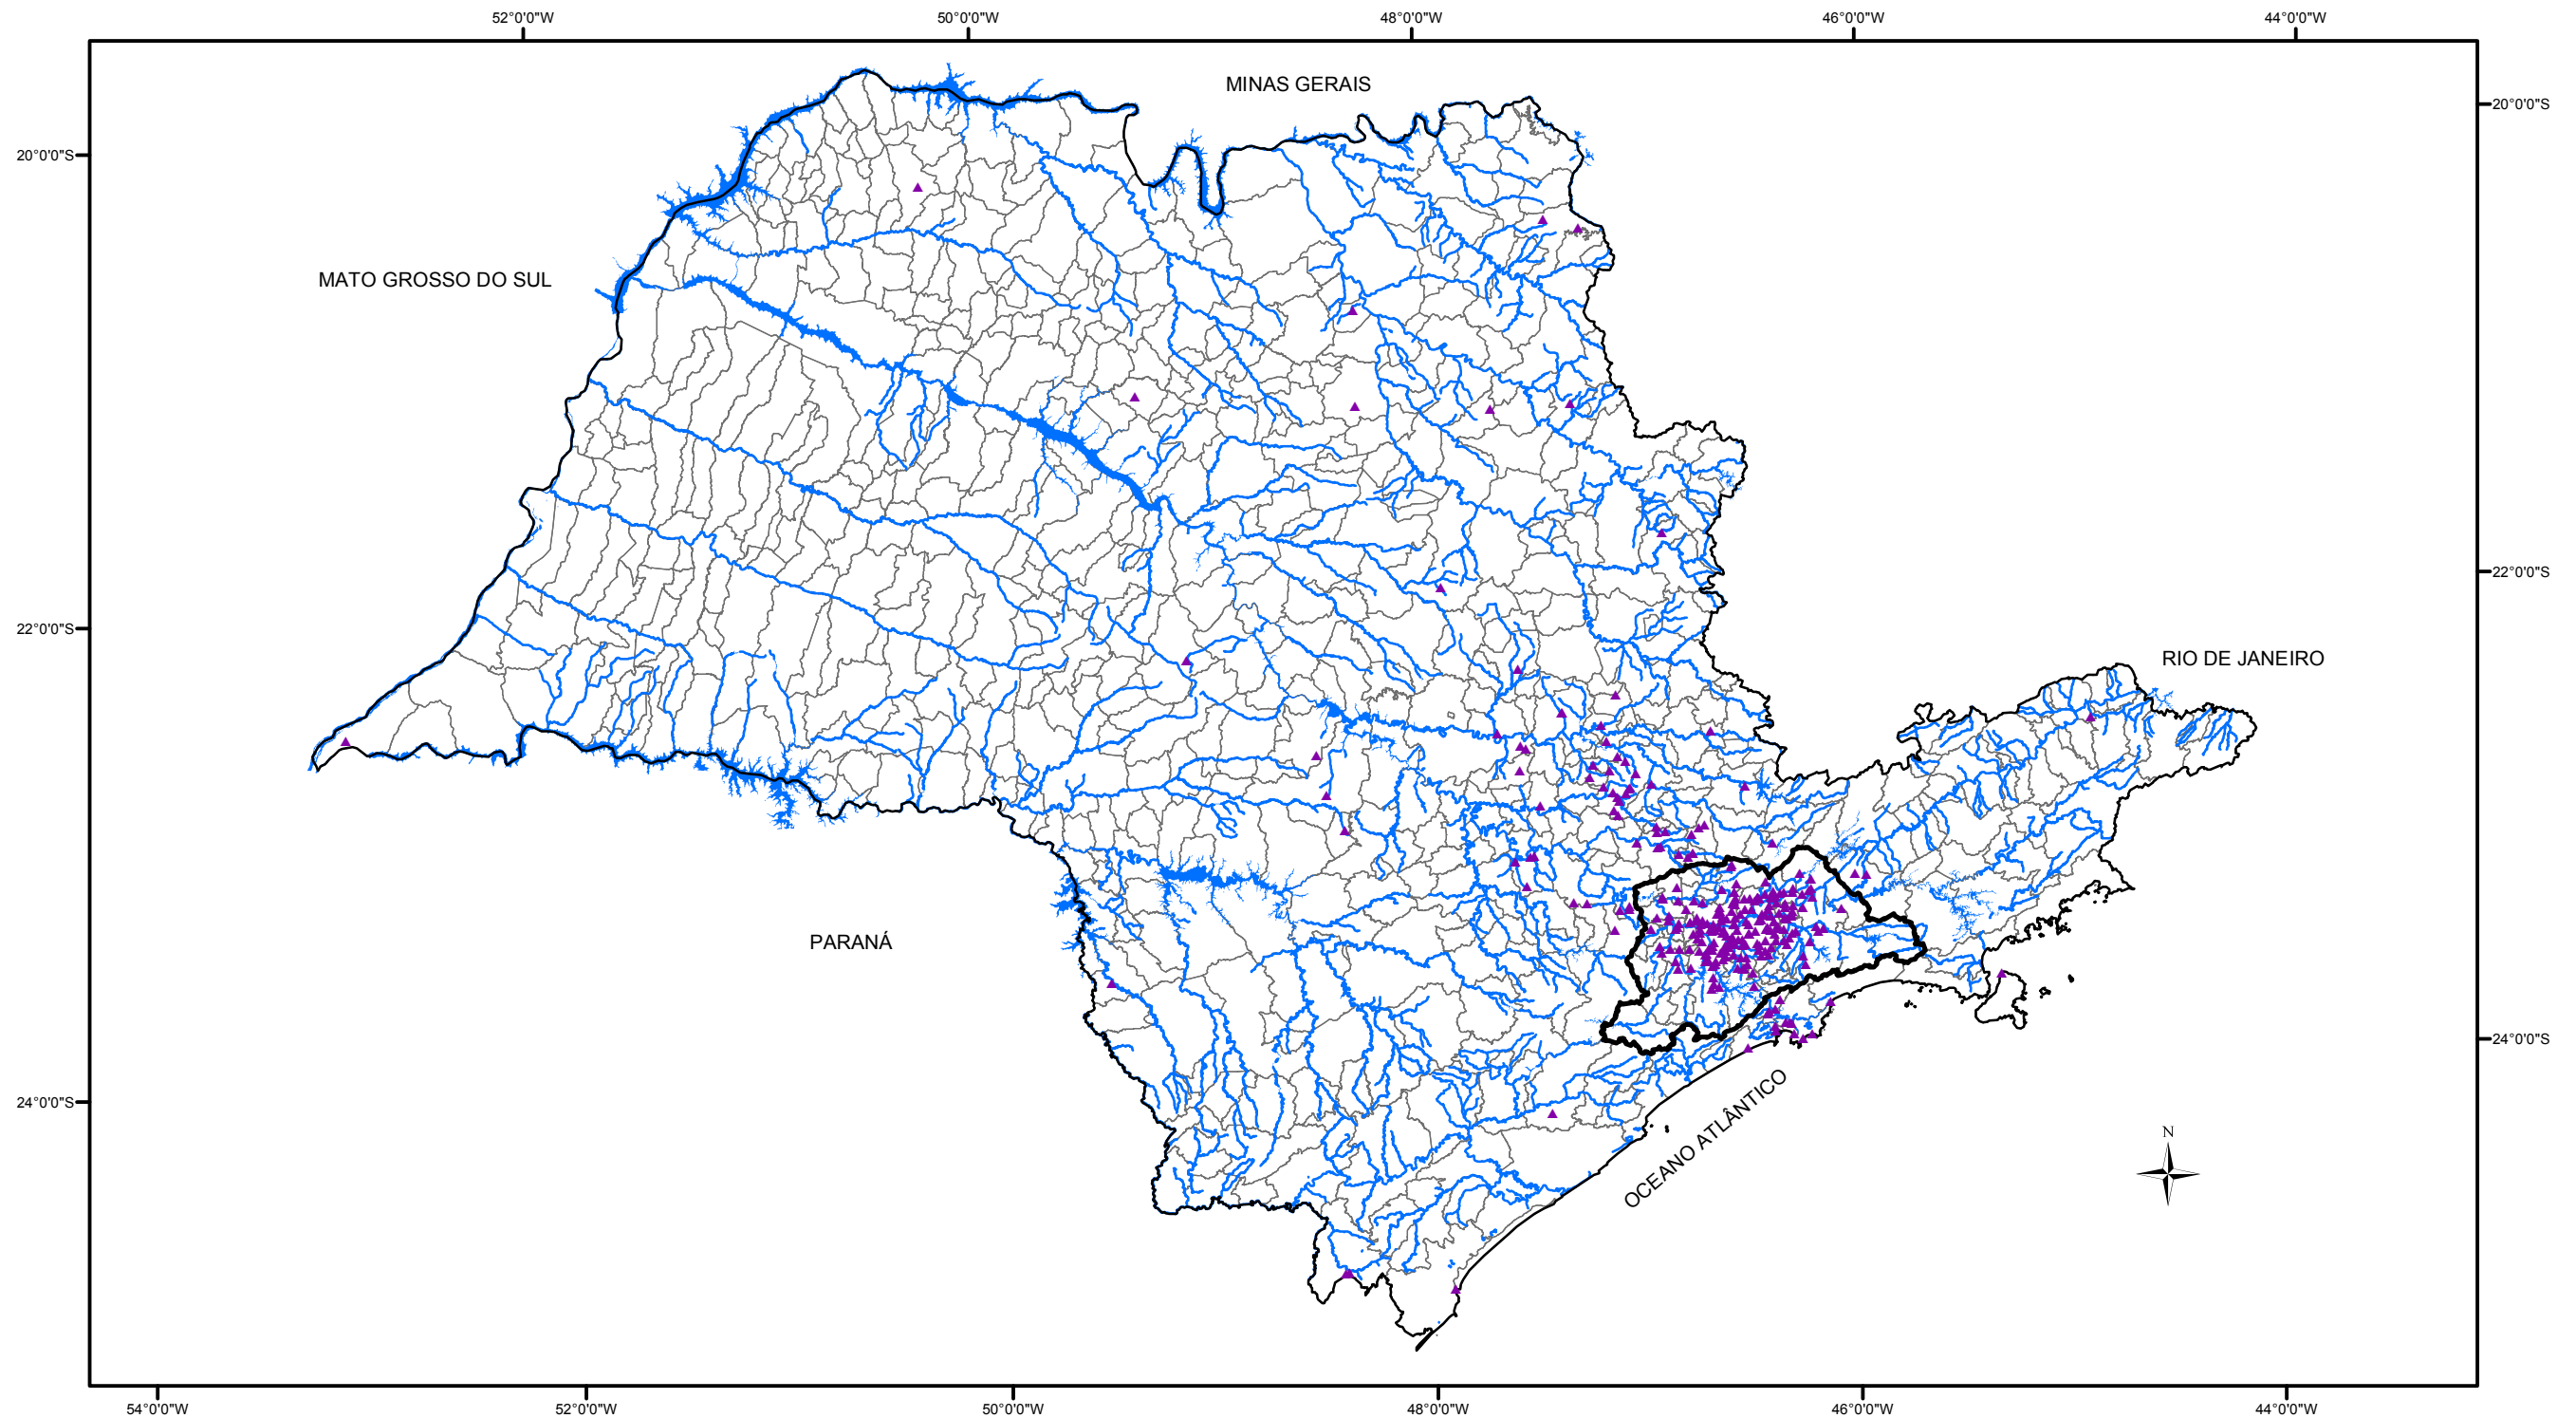 52°0'0"W
50°0'0"W
48°0'0"W
46°0'0"W
44°0'0"W
MINAS GERAIS
20°0'0"S
20°0'0"S
MATO GROSSO DO SUL
22°0'0"S
22°0'0"S
RIO DE JANEIRO
PARANÁ
24°0'0"S
24°0'0"S
OCEANO ATLÂNTICO
N
54°0'0"W
52°0'0"W
50°0'0"W
48°0'0"W
46°0'0"W
44°0'0"W